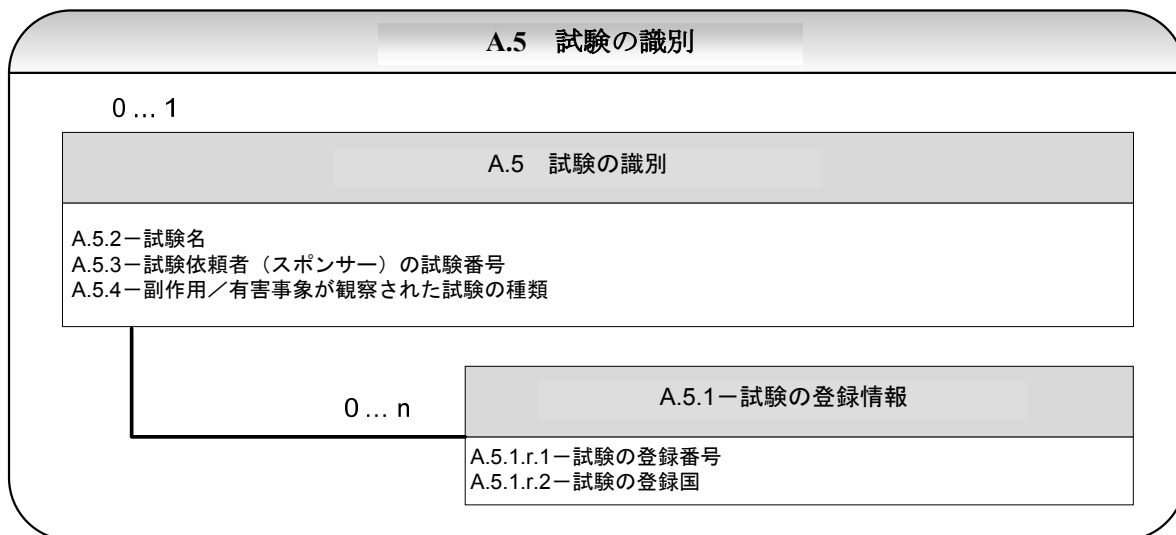 A.5　試験の識別
0 ... 1
A.5　試験の識別
A.5.2－試験名
A.5.3－試験依頼者（スポンサー）の試験番号
A.5.4－副作用／有害事象が観察された試験の種類
0 ... n
A.5.1－試験の登録情報
A.5.1.r.1－試験の登録番号
A.5.1.r.2－試験の登録国